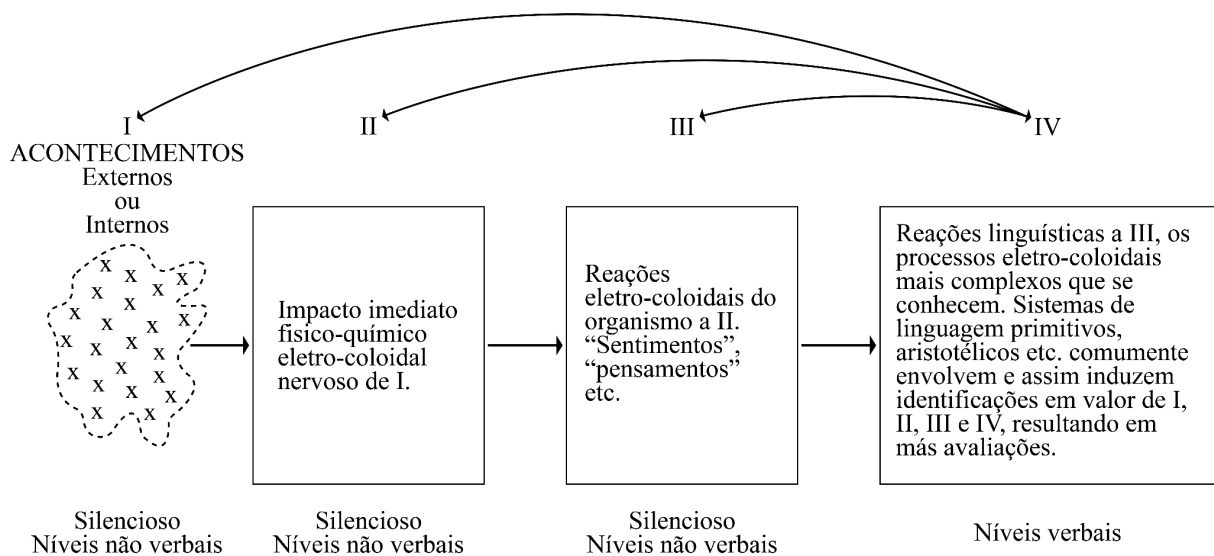 I
II
III
IV
ACONTECIMENTOS
Externos
ou
Internos
x x x x x x x x x x x x x x x x x x x x x x
Impacto imediato
fisico-químico
eletro-coloidal
nervoso de I.
Reações
eletro-coloidais do
organismo a II.
“Sentimentos”,
“pensamentos”
etc.
Reações linguísticas a III, os
processos eletro-coloidais
mais complexos que se
conhecem. Sistemas de
linguagem primitivos,
aristotélicos etc. comumente
envolvem e assim induzem
identificações em valor de I,
II, III e IV, resultando em
más avaliações.
Silencioso
Níveis não verbais
Silencioso
Níveis não verbais
Silencioso
Níveis não verbais
Níveis verbais